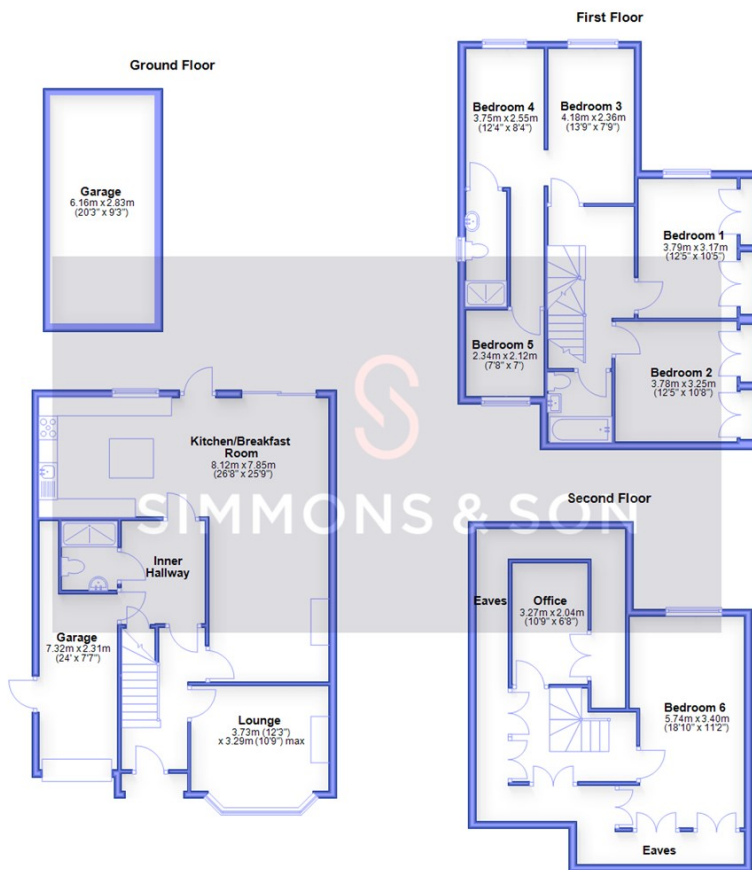 Ground Floor
Garage
6.16m x 2.83m
(20'3" x 9'3")
Kitchen/Breakfast
Room
8.12m x 7.85m
(26'8" x 25'9")
Inner
Hallway
Garage
7.32m x 2.31m
(24' x 7'7")
Lounge
3.73m (12'3")
x 3.29m (10'9") max
First Floor
Bedroom 4
3.75m x 2.55m
(12'4" x 8'4")
Bedroom 3
4.18m x 2.36m
(13'9" x 7'9")
Bedroom 1
3.79m x 3.17m
(12'5" x 10'5")
Bedroom 5
2.34m x 2.12m
(7'8" x 7')
Bedroom 2
3.78m x 3.25m
(12'5" x 10'8")
SIMMONS & SON
Second Floor
Eaves
Office
3.27m x 2.04m
(10'9" x 6'8")
Bedroom 6
5.74m x 3.40m
(18'10" x 11'2")
Eaves